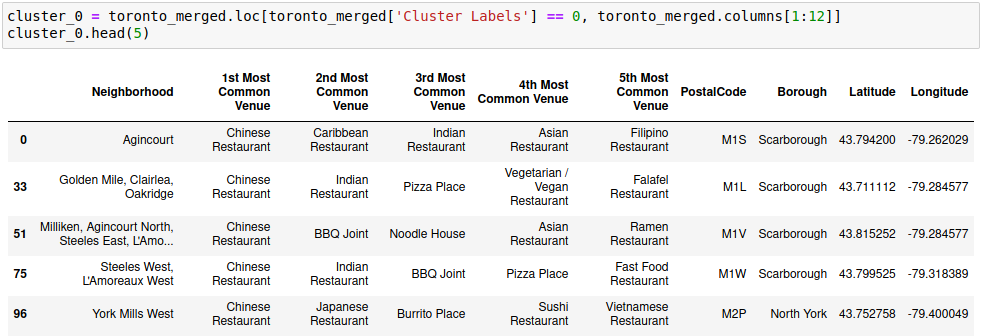 cluster_0 = toronto_merged.loc[toronto_merged['Cluster Labels'] == 0, toronto_merged.columns[1:12]]
cluster_0.head(5)
Neighborhood 1st Most Common Venue 2nd Most Common Venue 3rd Most Common Venue 4th Most Common Venue 5th Most Common Venue PostalCode Borough Latitude Longitude
0 Agincourt Chinese Restaurant Caribbean Restaurant Indian Restaurant Asian Restaurant Filipino Restaurant M1S Scarborough 43.794200 -79.262029
33 Golden Mile, Clairlea, Oakridge Chinese Restaurant Indian Restaurant Pizza Place Vegetarian / Vegan Restaurant Falafel Restaurant M1L Scarborough 43.711112 -79.284577
51 Milliken, Agincourt North, Steeles East, L'Amo... Chinese Restaurant BBQ Joint Noodle House Asian Restaurant Ramen Restaurant M1V Scarborough 43.815252 -79.284577
75 Steeles West, L'Amoreaux West Chinese Restaurant Indian Restaurant BBQ Joint Pizza Place Fast Food Restaurant M1W Scarborough 43.799525 -79.318389
96 York Mills West Chinese Restaurant Japanese Restaurant Burrito Place Sushi Restaurant Vietnamese Restaurant M2P North York 43.752758 -79.400049